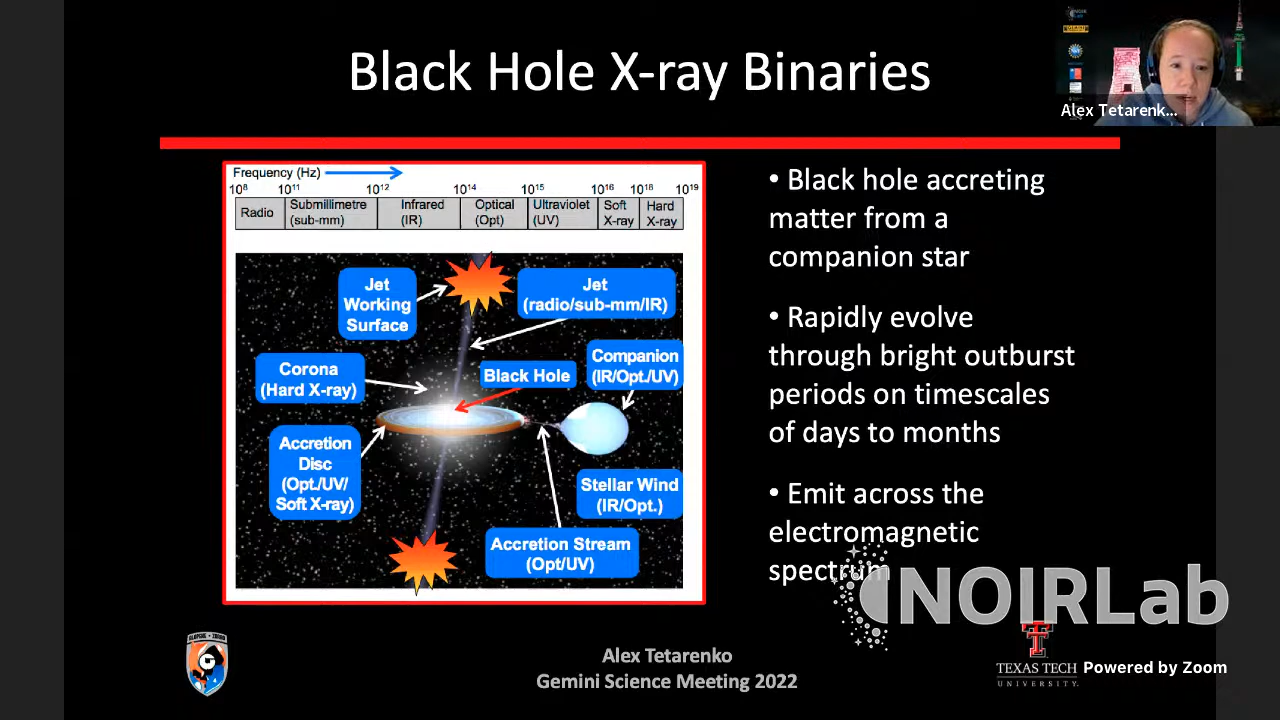 Black Hole X-ray Binaries
Alex Tetarenk...
Frequency (Hz)
10⁸ 10¹¹ 10¹² 10¹⁴ 10¹⁵ 10¹⁶ 10¹⁸ 10¹⁹
Radio
Submillimetre
(sub-mm)
Infrared
(IR)
Optical
(Opt)
Ultraviolet
(UV)
Soft
X-ray
Hard
X-ray
Jet
Working
Surface
Jet
(radio/sub-mm/IR)
Corona
(Hard X-ray)
Black Hole
Companion
(IR/Opt./UV)
Accretion
Disc
(Opt./UV/
Soft X-ray)
Stellar Wind
(IR/Opt.)
Accretion Stream
(Opt/UV)
• Black hole accreting
matter from a
companion star
• Rapidly evolve
through bright outburst
periods on timescales
of days to months
• Emit across the
electromagnetic
spectrum
NOIRLab
Alex Tetarenko
Gemini Science Meeting 2022
TEXAS TECH
UNIVERSITY
Powered by Zoom